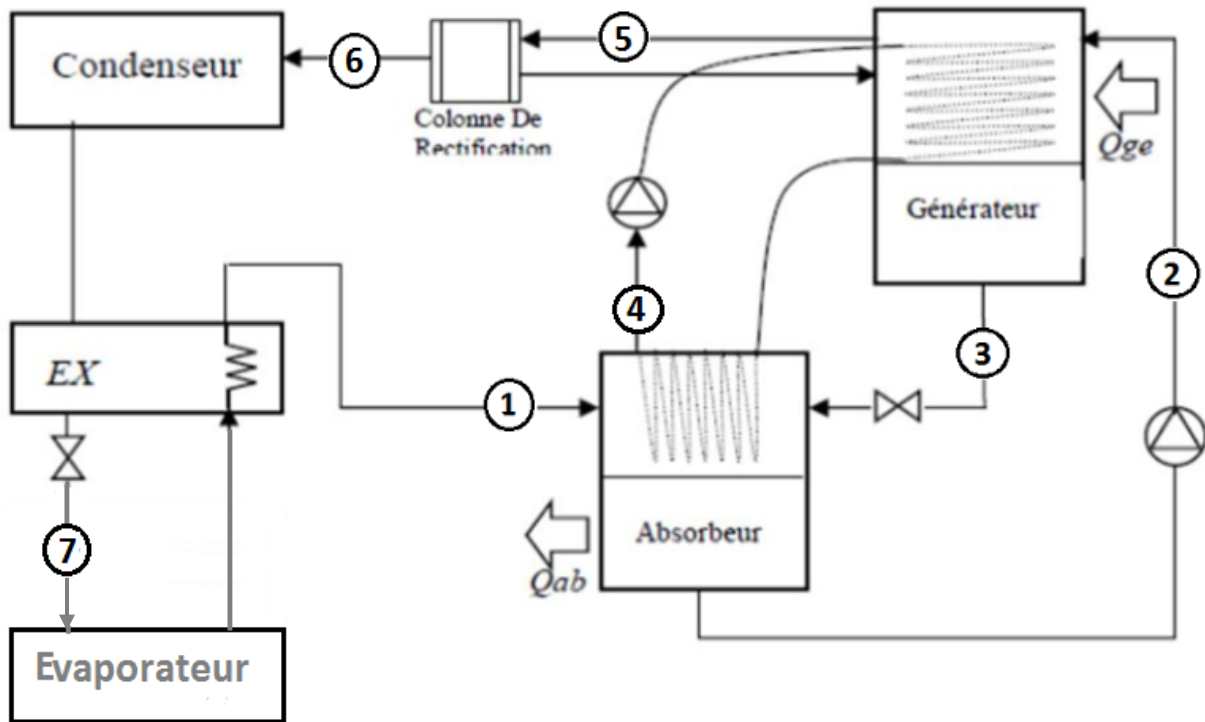 Condenseur
6
5
Colonne De
Rectification
Qge
Générateur
2
4
3
EX
1
Absorbeur
7
Qab
Evaporateur